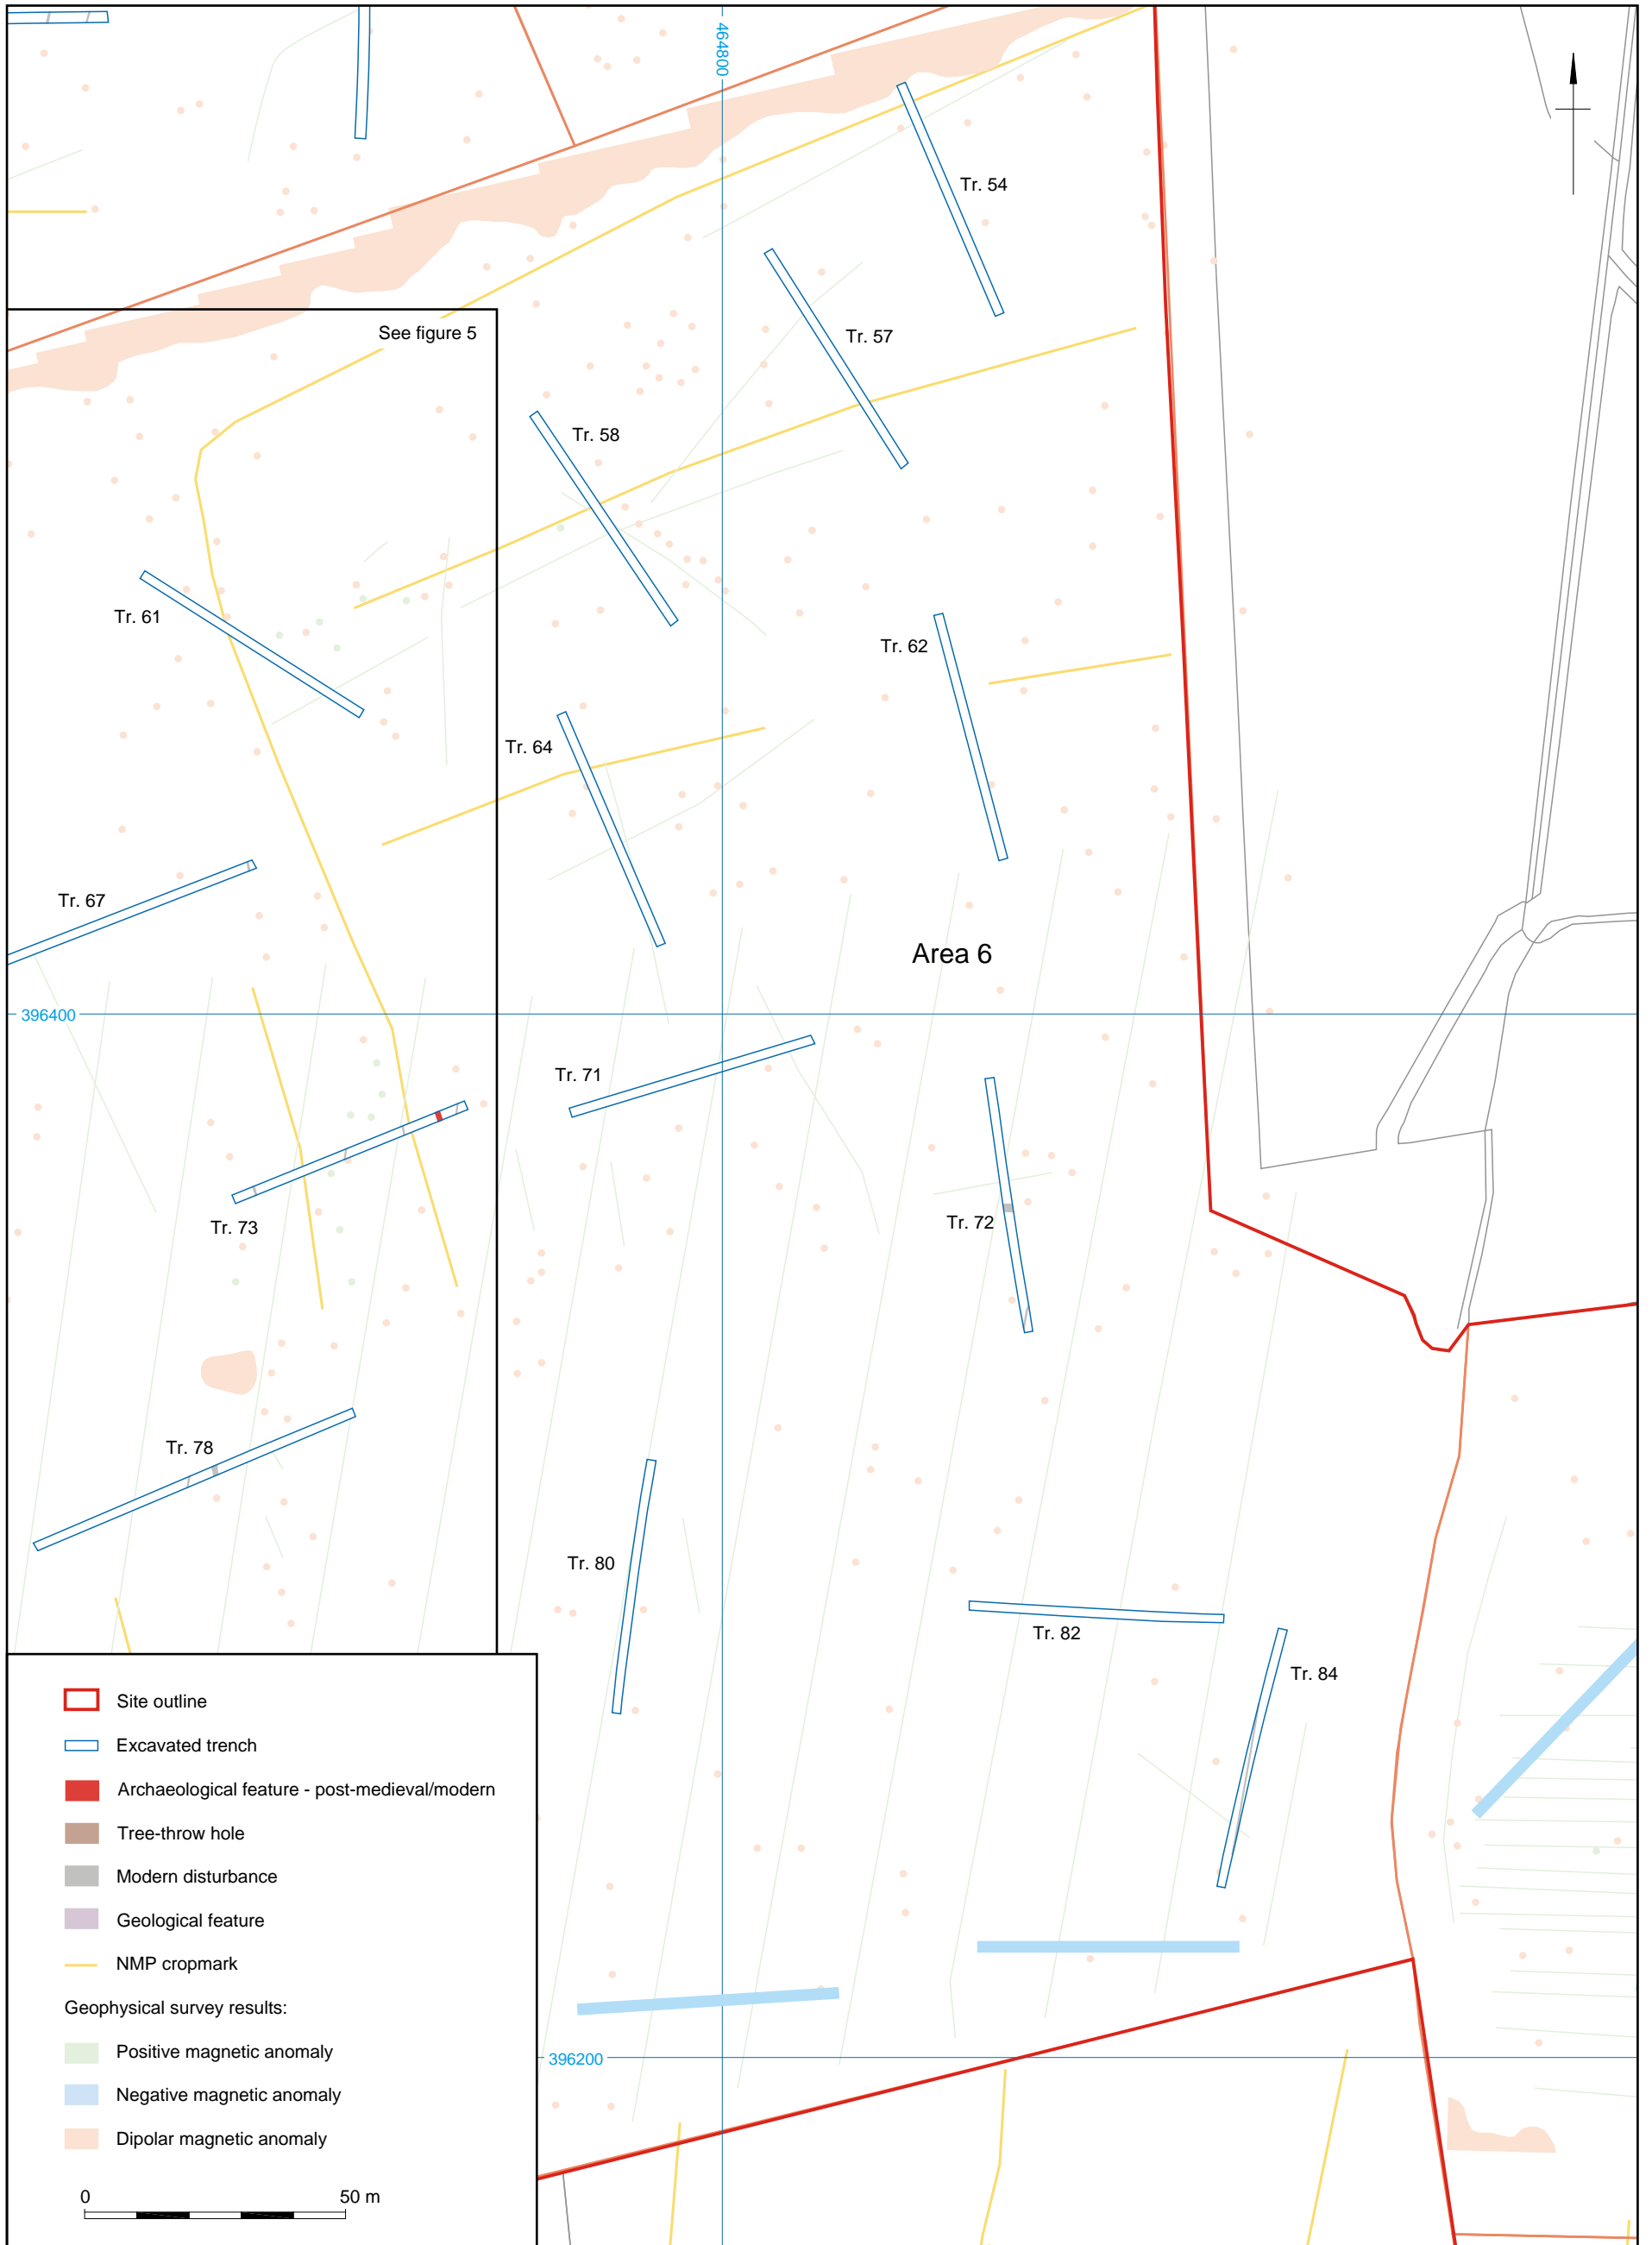 464800
Tr. 54
See figure 5
Tr. 57
Tr. 58
Tr. 61
Tr. 62
Tr. 64
Tr. 67
Area 6
396400
Tr. 71
Tr. 73
Tr. 72
Tr. 78
Tr. 80
Tr. 82
Tr. 84
Site outline
Excavated trench
Archaeological feature - post-medieval/modern
Tree-throw hole
Modern disturbance
Geological feature
NMP cropmark
Geophysical survey results:
Positive magnetic anomaly
396200
Negative magnetic anomaly
Dipolar magnetic anomaly
0 50 m